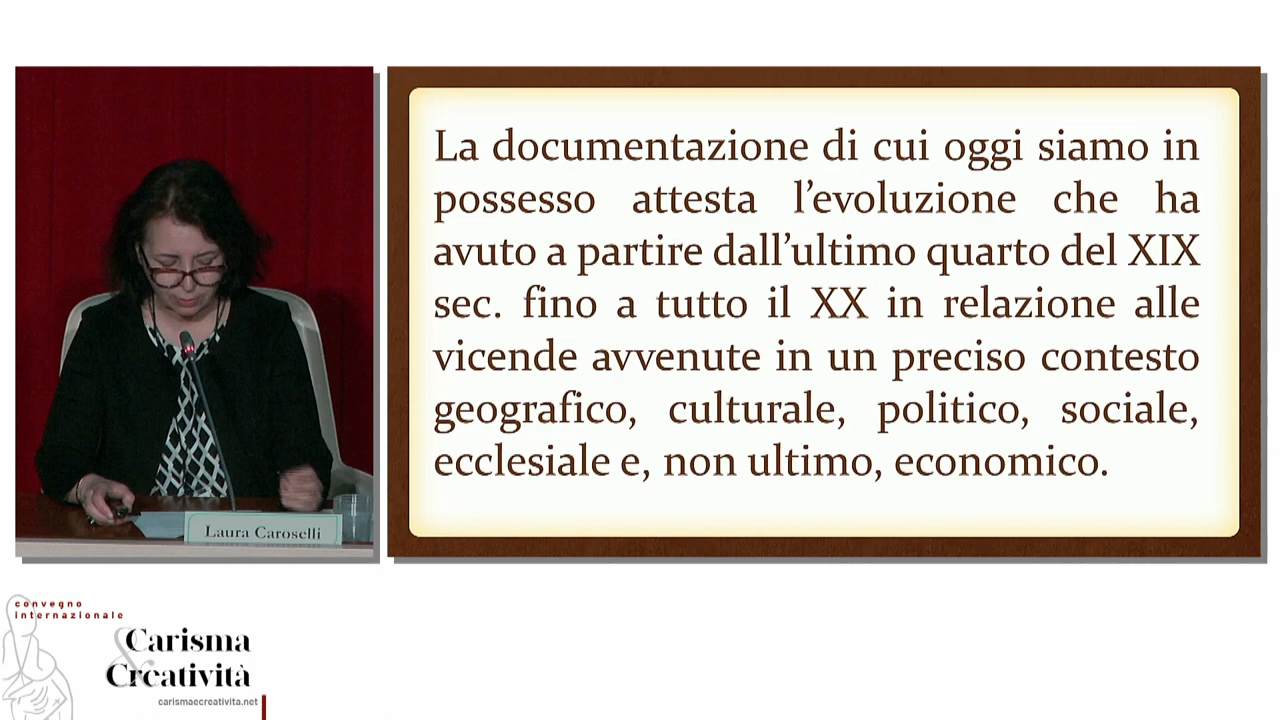 La documentazione di cui oggi siamo in
possesso attesta l’evoluzione che ha
avuto a partire dall’ultimo quarto del XIX
sec. fino a tutto il XX in relazione alle
vicende avvenute in un preciso contesto
geografico, culturale, politico, sociale,
ecclesiale e, non ultimo, economico.
Laura Caroselli
convegno
internazionale
Carisma
&
Creatività
carismaecreativita.net